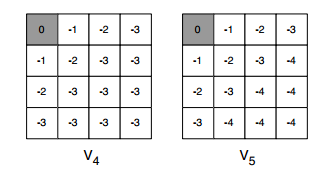 0 -1 -2 -3
-1 -2 -3 -3
-2 -3 -3 -3
-3 -3 -3 -3
V4
0 -1 -2 -3
-1 -2 -3 -4
-2 -3 -4 -4
-3 -4 -4 -4
V5